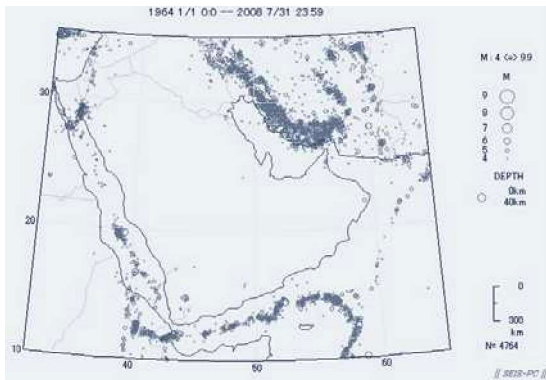 1964 1/1 0:0 -- 2008 7/31 23:59
M : 4 <=> 9.9
M
9
8
7
6
5
4
DEPTH
0km
40km
0
300
km
N= 4764
30
20
10
40
50
60
|| SEIS-PC ||